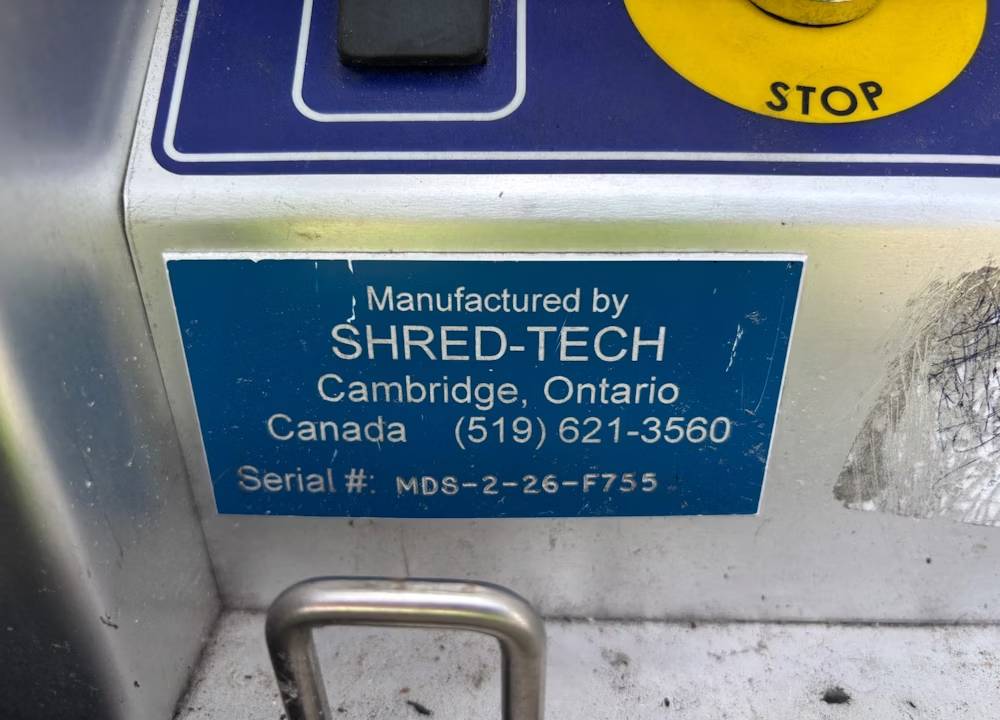 STOP
Manufactured by
SHRED-TECH
Cambridge, Ontario
Canada (519) 621-3560
Serial #: MDS-2-26-F755